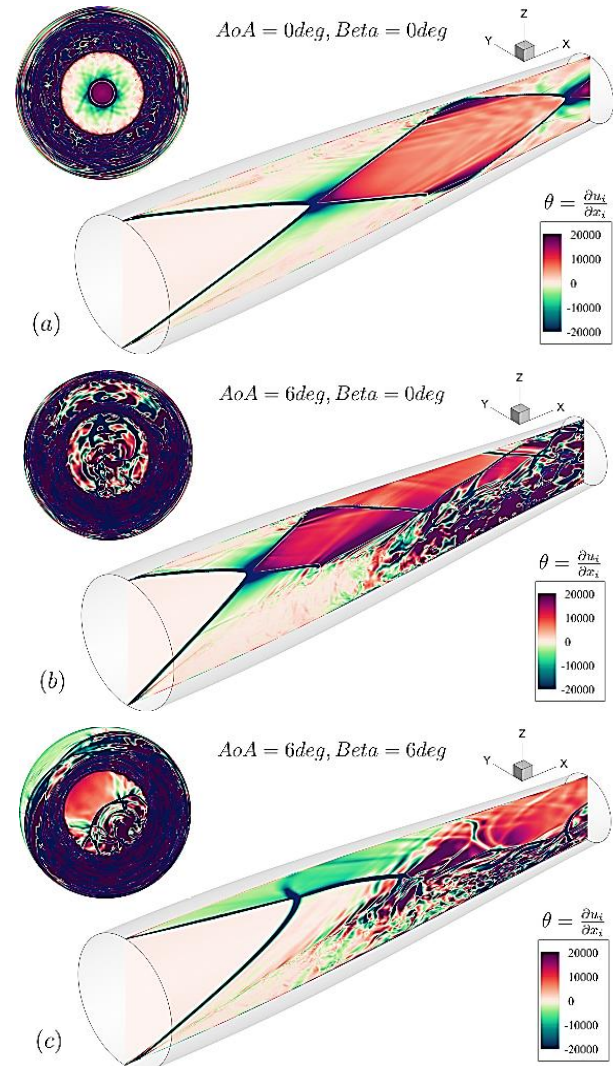 AoA = 0deg, Beta = 0deg
Z
Y
X
θ = ∂u_i/∂x_i
20000
10000
0
-10000
-20000
(a)
AoA = 6deg, Beta = 0deg
Z
Y
X
θ = ∂u_i/∂x_i
20000
10000
0
-10000
-20000
(b)
AoA = 6deg, Beta = 6deg
Z
Y
X
θ = ∂u_i/∂x_i
20000
10000
0
-10000
-20000
(c)